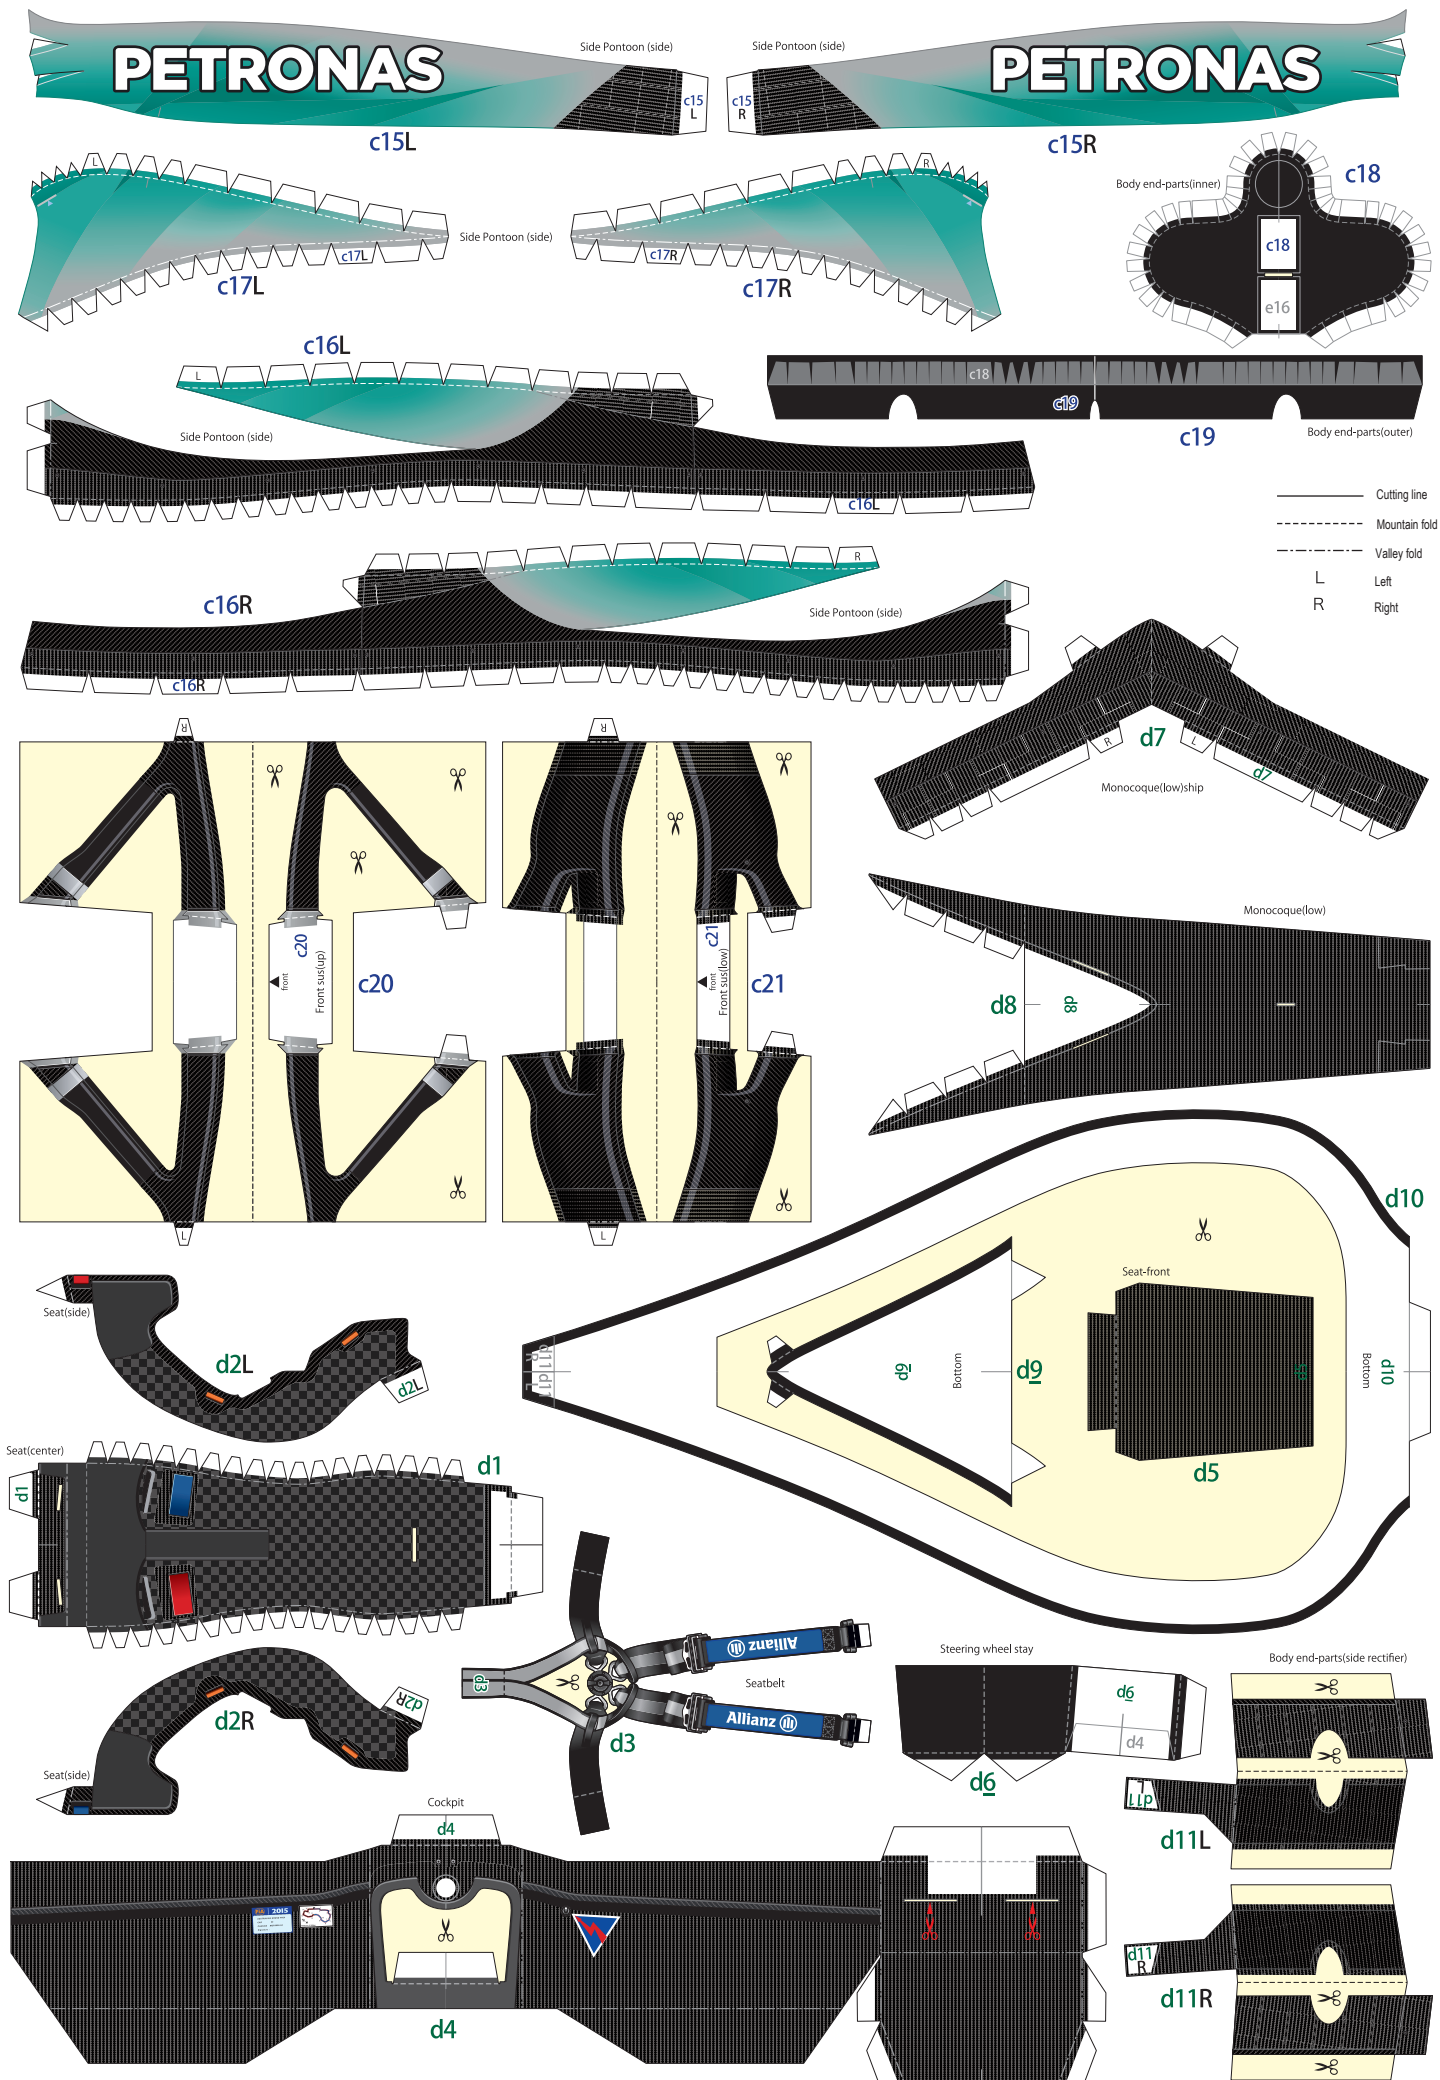 Side Pontoon (side)
Side Pontoon (side)
PETRONAS
PETRONAS
c15
L
c15
R
c15L
c15R
L
R
Body end-parts(inner)
c18
Side Pontoon (side)
c17L
c17R
c18
c17L
c17R
e16
c16L
L
c18
c19
Side Pontoon (side)
c19
Body end-parts(outer)
c16L
Cutting line
Mountain fold
Valley fold
L Left
R Right
R
c16R
Side Pontoon (side)
c16R
R
R
R
L
d7
d7
Monocoque(low)ship
Monocoque(low)
c20
front
Front sus(up)
c20
c21
front
Front sus(low)
c21
d8
d8
L
L
d10
Seat-front
Seat(side)
d2L
d2L
d11
R
d11
L
d9
Bottom
d9
d5
Bottom
d10
d5
Seat(center)
d1
d1
Allianz
Steering wheel stay
Body end-parts(side rectifier)
d3
Seatbelt
Allianz
d3
d2R
d2R
Seat(side)
d6
d4
d6
d11
L
d11L
Cockpit
d4
FIA 2015
d11
R
d11R
d4